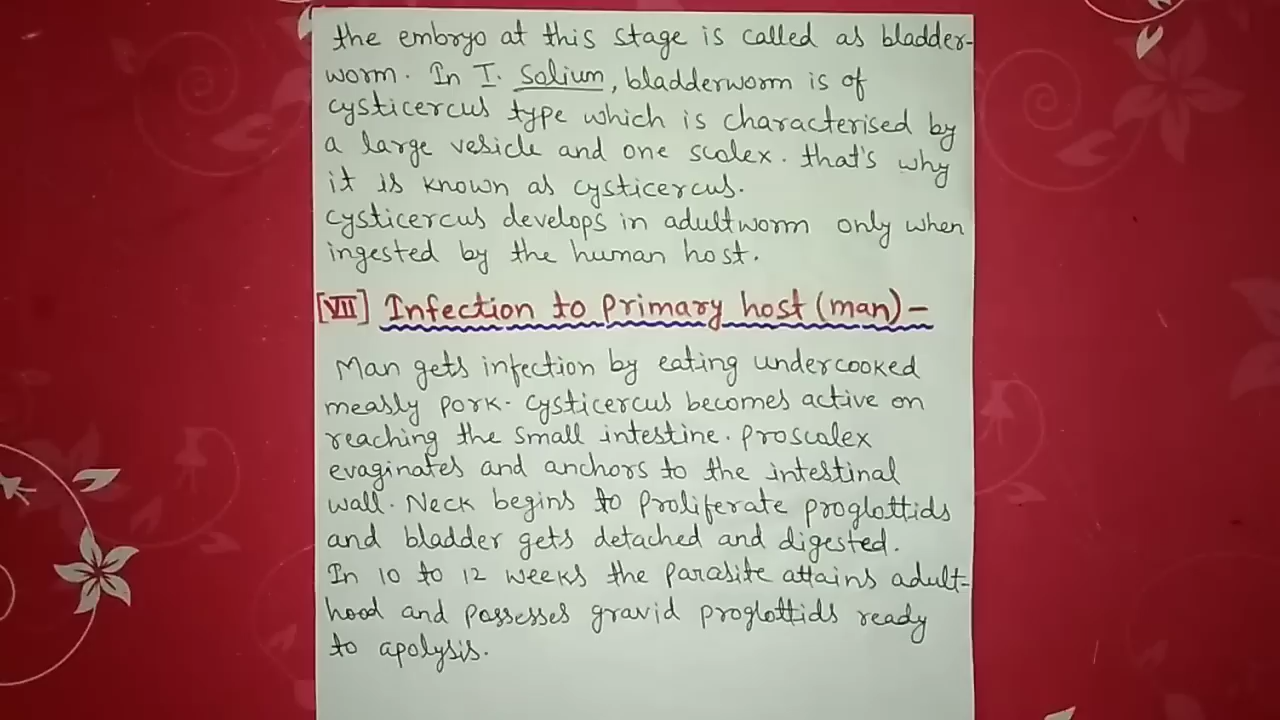 the embryo at this stage is called as bladder-
worm. In T. Solium, bladderworm is of
cysticercus type which is characterised by
a large vesicle and one scolex. that's why
it is known as cysticercus.
cysticercus develops in adultworm only when
ingested by the human host.
[VII] Infection to primary host (man) -
Man gets infection by eating undercooked
measly pork. Cysticercus becomes active on
reaching the small intestine. Proscolex
evaginates and anchors to the intestinal
wall. Neck begins to proliferate proglottids
and bladder gets detached and digested.
In 10 to 12 weeks the parasite attains adult-
hood and possesses gravid proglottids ready
to apolysis.